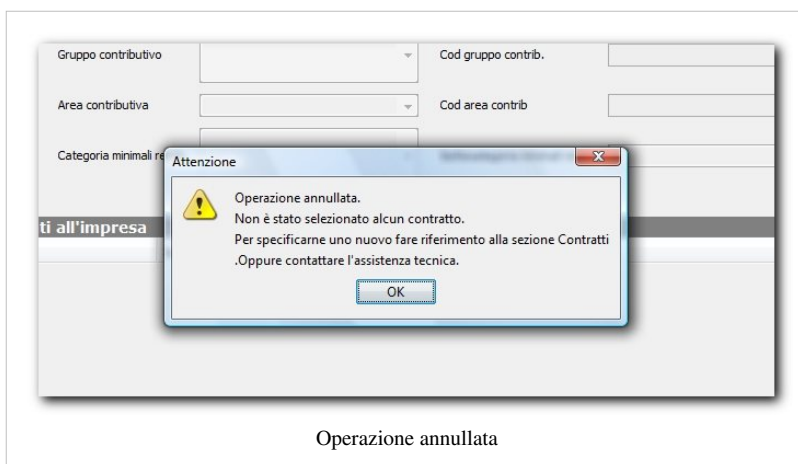 Gruppo contributivo
Cod gruppo contrib.
Area contributiva
Cod area contrib
Categoria minimali
Attenzione
Operazione annullata.
Non è stato selezionato alcun contratto.
Per specificarne uno nuovo fare riferimento alla sezione Contratti
.Oppure contattare l'assistenza tecnica.
OK
ti all'impresa
Operazione annullata